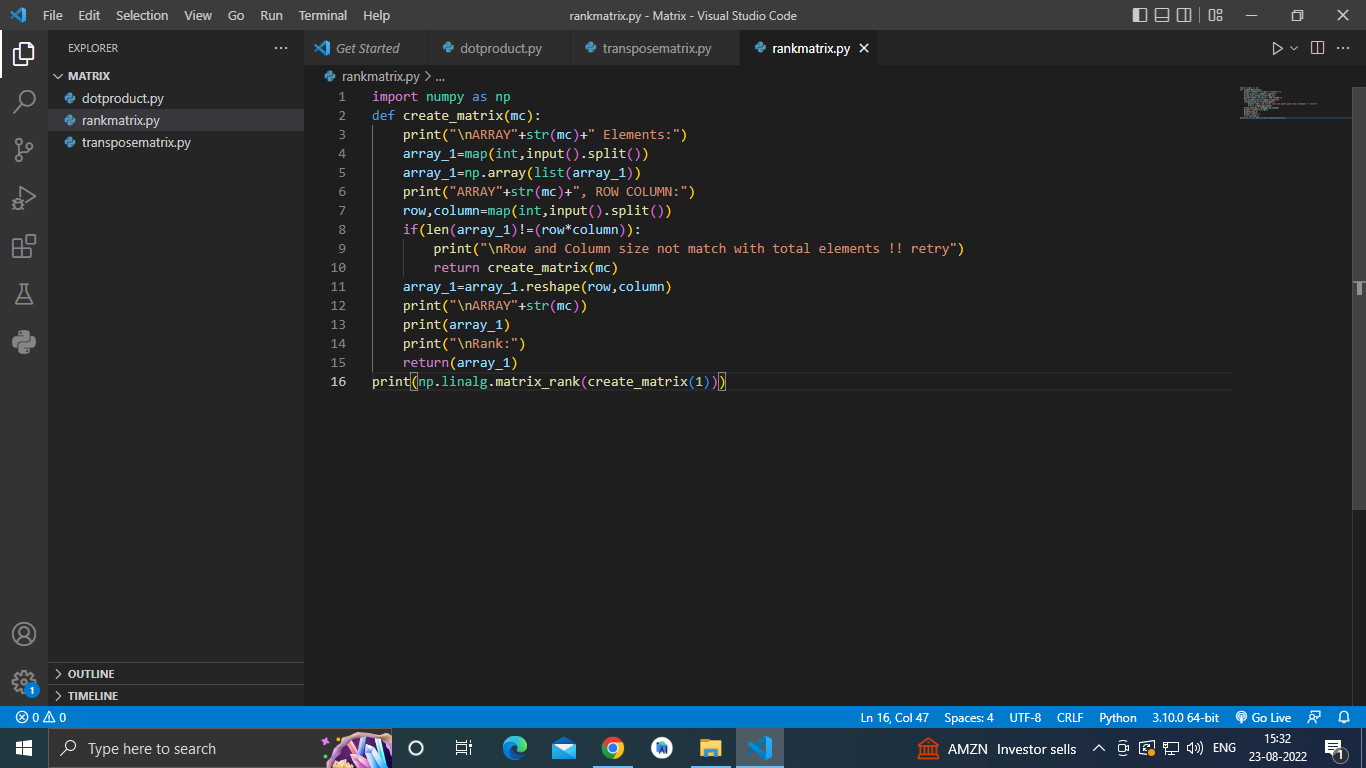 File Edit Selection View Go Run Terminal Help rankmatrix.py - Matrix - Visual Studio Code
EXPLORER
MATRIX
dotproduct.py
rankmatrix.py
transposematrix.py
OUTLINE
TIMELINE
Get Started dotproduct.py transposematrix.py rankmatrix.py
rankmatrix.py > ...
1 import numpy as np
2 def create_matrix(mc):
3     print("\nARRAY"+str(mc)+" Elements:")
4     array_1=map(int,input().split())
5     array_1=np.array(list(array_1))
6     print("ARRAY"+str(mc)+", ROW COLUMN:")
7     row,column=map(int,input().split())
8     if(len(array_1)!=(row*column)):
9         print("\nRow and Column size not match with total elements !! retry")
10         return create_matrix(mc)
11     array_1=array_1.reshape(row,column)
12     print("\nARRAY"+str(mc))
13     print(array_1)
14     print("\nRank:")
15     return(array_1)
16 print(np.linalg.matrix_rank(create_matrix(1)))
1
0 0 Ln 16, Col 47 Spaces: 4 UTF-8 CRLF Python 3.10.0 64-bit Go Live
Type here to search AMZN Investor sells ENG 15:32
23-08-2022 1